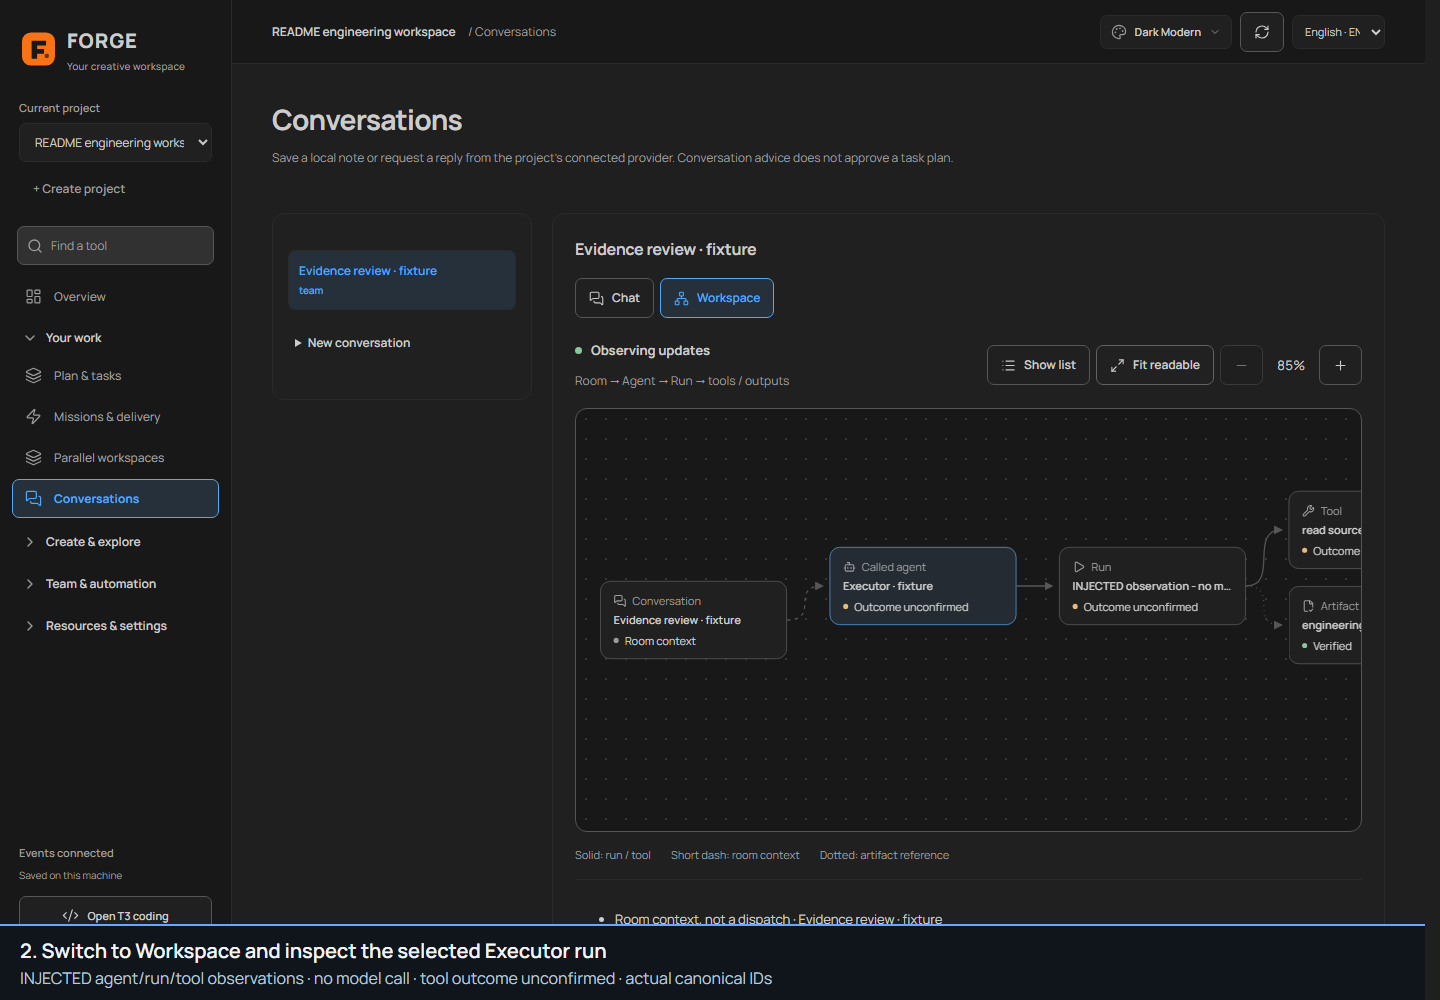 FORGE
Your creative workspace
Current project
README engineering works
+ Create project
Find a tool
Overview
Your work
Plan & tasks
Missions & delivery
Parallel workspaces
Conversations
Create & explore
Team & automation
Resources & settings
Events connected
Saved on this machine
Open T3 coding
README engineering workspace / Conversations
Dark Modern
English · EN
Conversations
Save a local note or request a reply from the project's connected provider. Conversation advice does not approve a task plan.
Evidence review · fixture
team
New conversation
Evidence review · fixture
Chat
Workspace
Observing updates
Room → Agent → Run → tools / outputs
Show list
Fit readable
− 85% +
Conversation
Evidence review · fixture
Room context
Called agent
Executor · fixture
Outcome unconfirmed
Run
INJECTED observation - no m...
Outcome unconfirmed
Tool
read source
Outcome
Artifact
engineering
Verified
Solid: run / tool Short dash: room context Dotted: artifact reference
Room context, not a dispatch · Evidence review · fixture
2. Switch to Workspace and inspect the selected Executor run
INJECTED agent/run/tool observations · no model call · tool outcome unconfirmed · actual canonical IDs